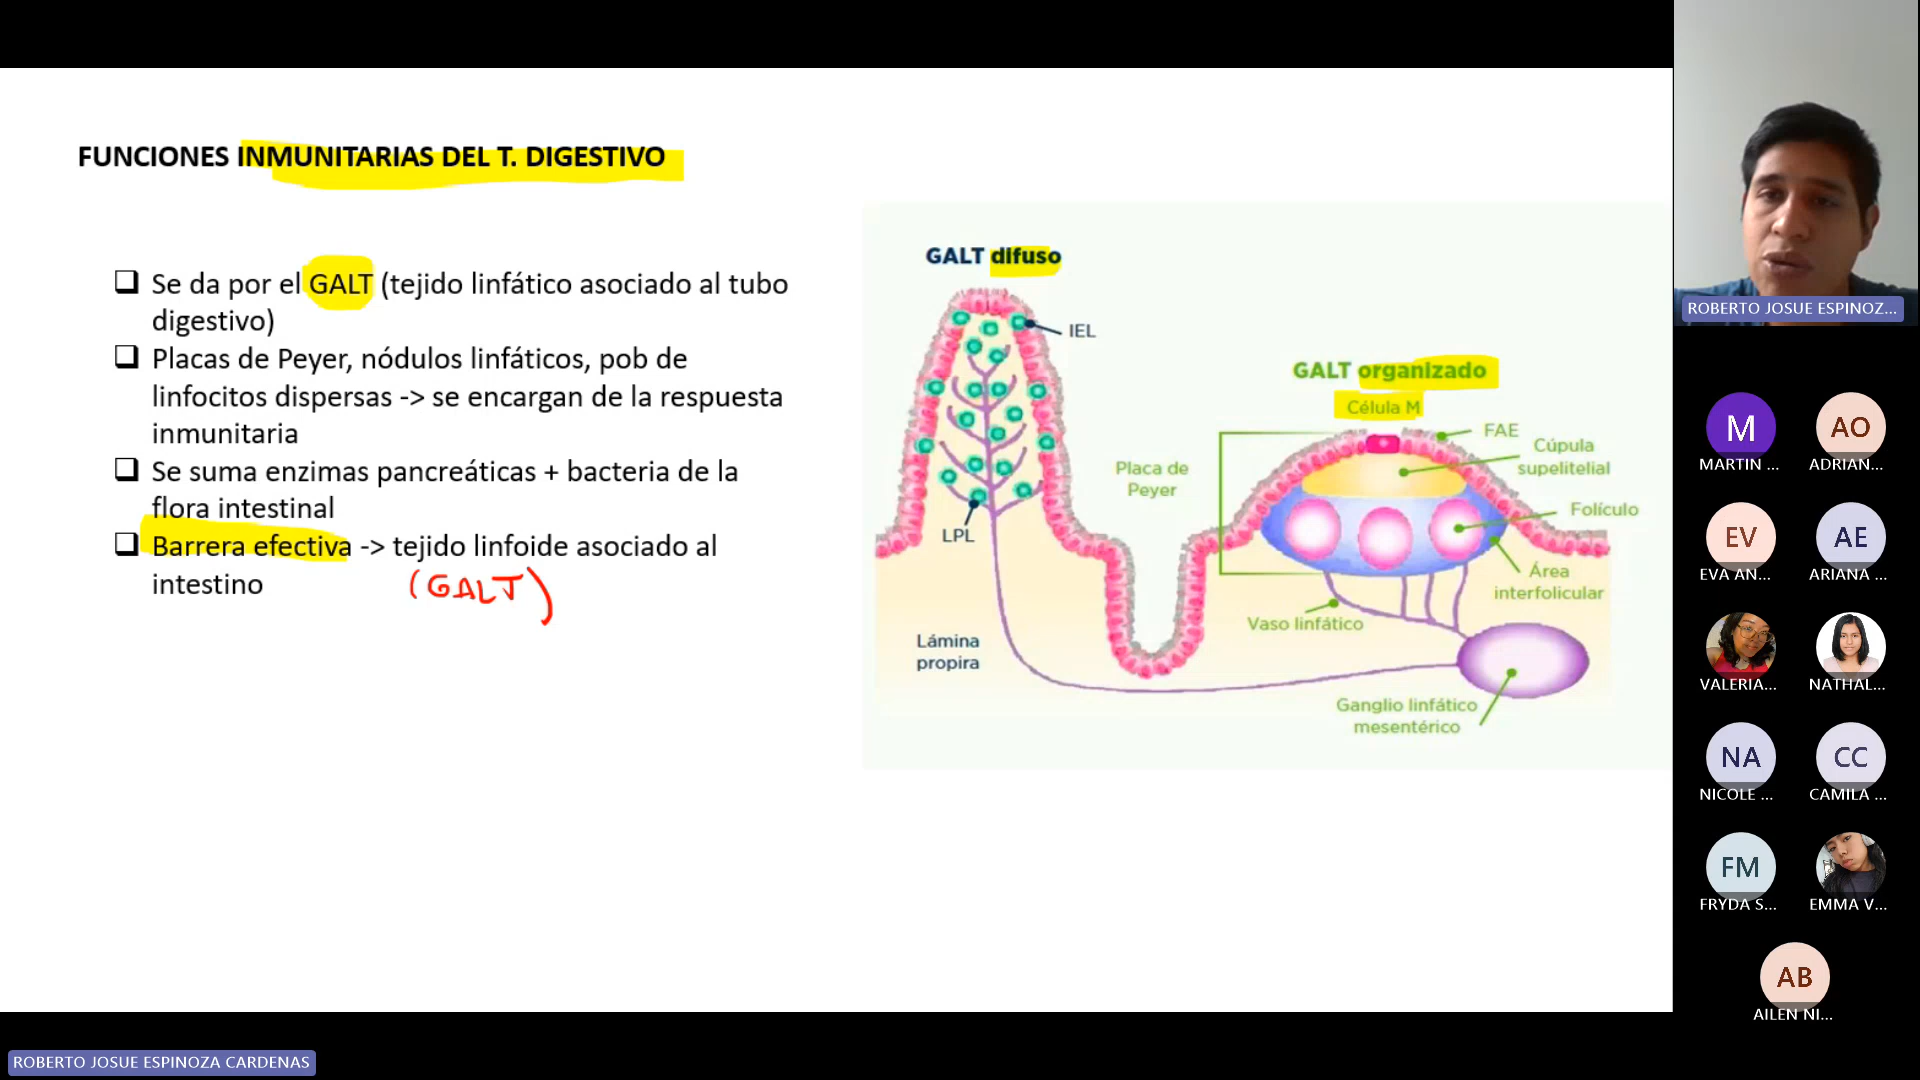 FUNCIONES INMUNITARIAS DEL T. DIGESTIVO
Se da por el GALT (tejido linfático asociado al tubo
digestivo)
Placas de Peyer, nódulos linfáticos, pob de
linfocitos dispersas -> se encargan de la respuesta
inmunitaria
Se suma enzimas pancreáticas + bacteria de la
flora intestinal
Barrera efectiva -> tejido linfoide asociado al
intestino
(GALT)
GALT difuso
IEL
LPL
Lámina
propira
GALT organizado
Célula M
FAE
Cúpula
supelitelial
Placa de
Peyer
Folículo
Área
interfolicular
Vaso linfático
Ganglio linfático
mesentérico
ROBERTO JOSUE ESPINOZ...
M
MARTIN ...
AO
ADRIAN...
EV
EVA AN...
AE
ARIANA ...
VALERIA...
NATHAL...
NA
NICOLE ...
CC
CAMILA ...
FM
FRYDA S...
EMMA V...
AB
AILEN NI...
ROBERTO JOSUE ESPINOZA CARDENAS